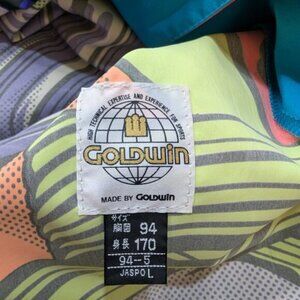 HIGH TECHNICAL EXPERTISE AND EXPERIENCE FOR SPORTS
GOLDWIN
MADE BY GOLDWIN
サイズ
胸囲 94
身長 170
94-5
JASPO L